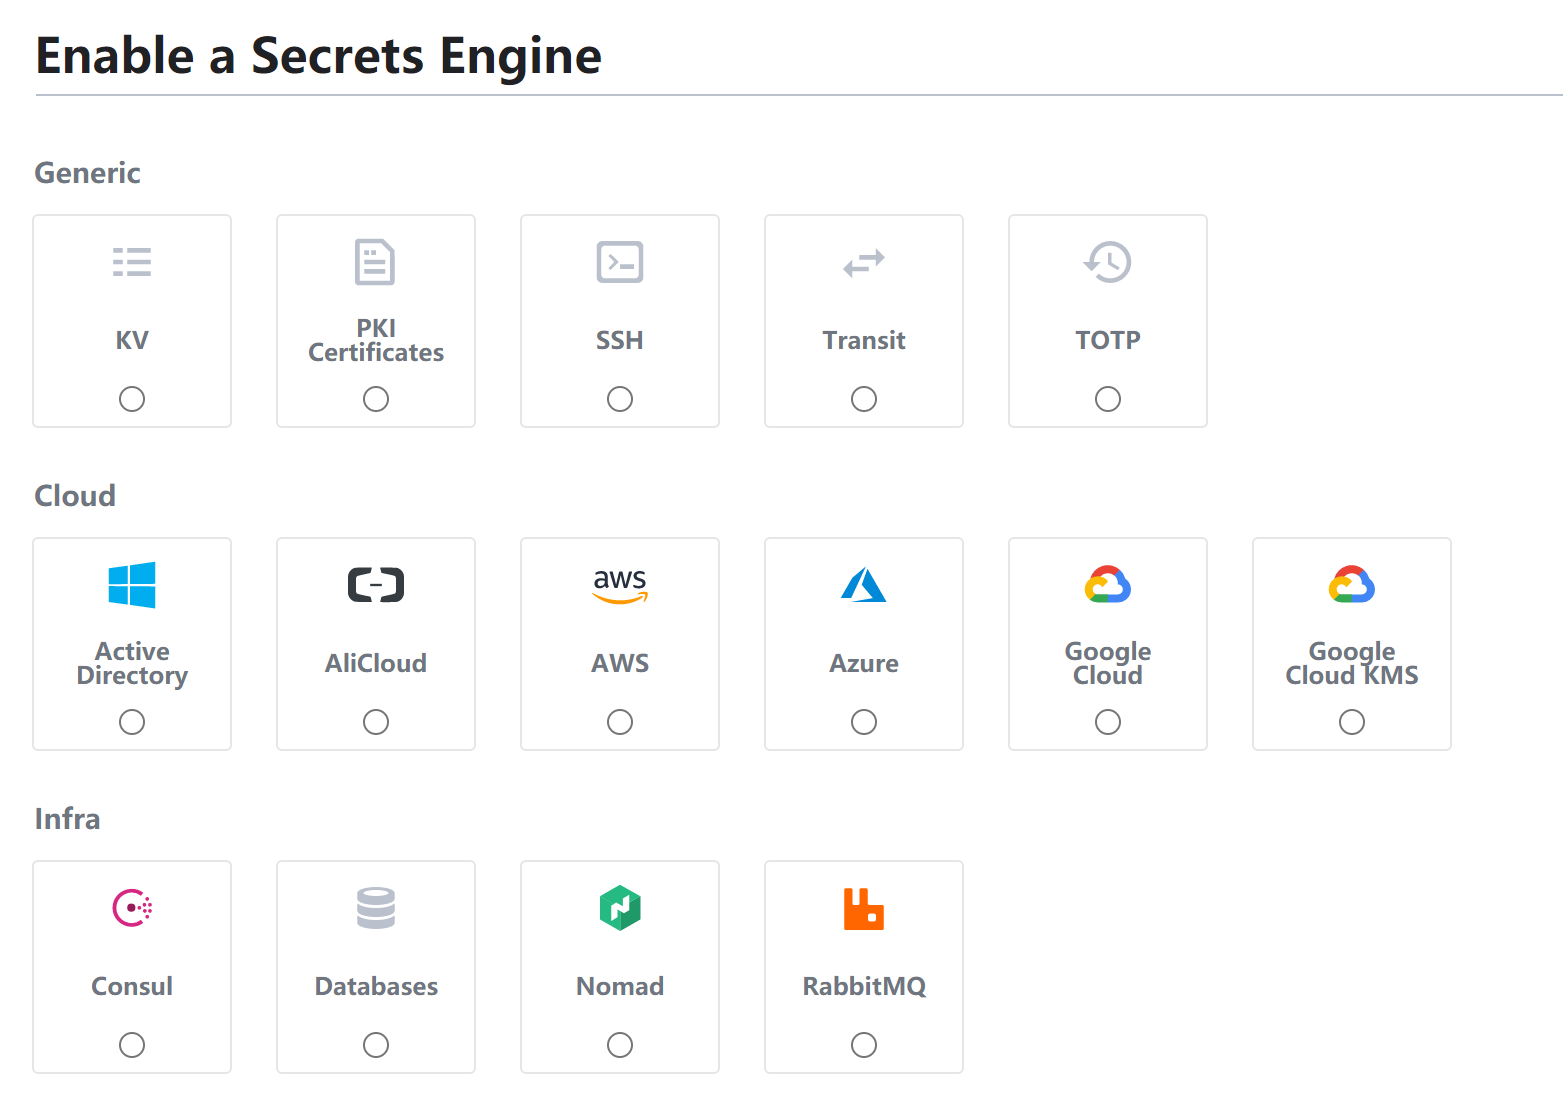 Enable a Secrets Engine
Generic
KV
PKI
Certificates
SSH
Transit
TOTP
Cloud
Active
Directory
AliCloud
aws
AWS
Azure
Google
Cloud
Google
Cloud KMS
Infra
Consul
Databases
Nomad
RabbitMQ